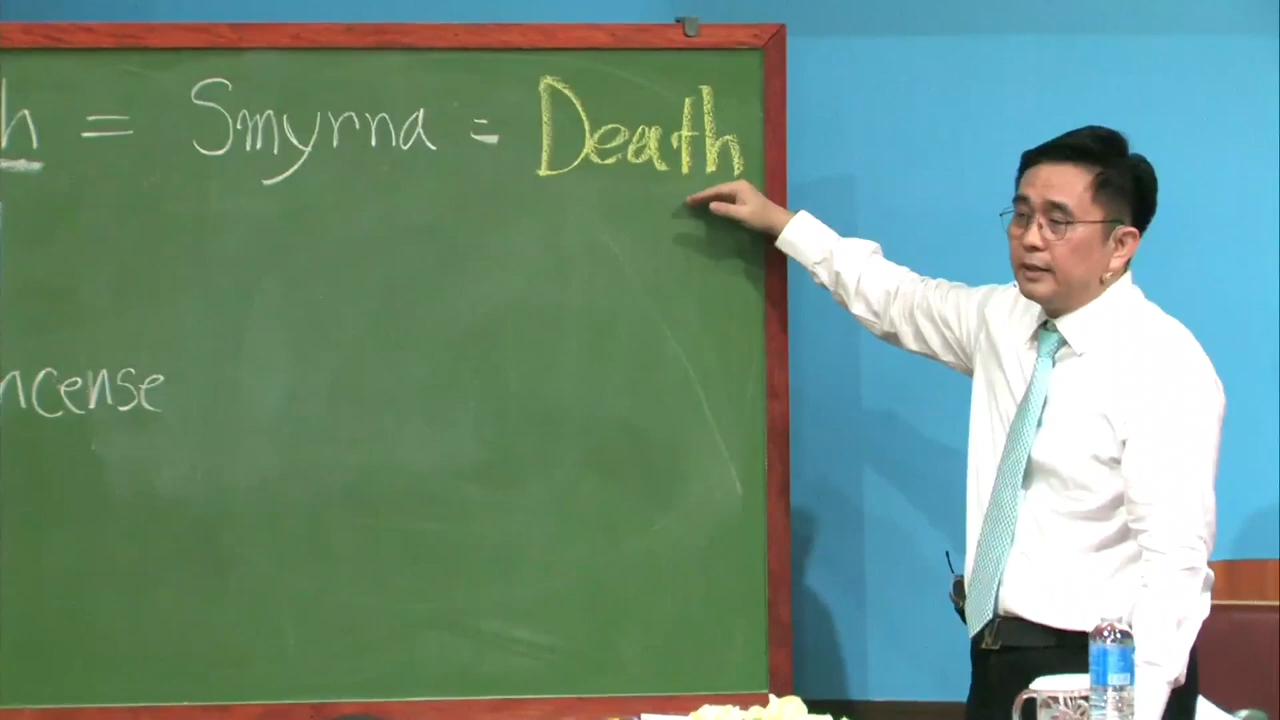 h = Smyrna = Death
ncense